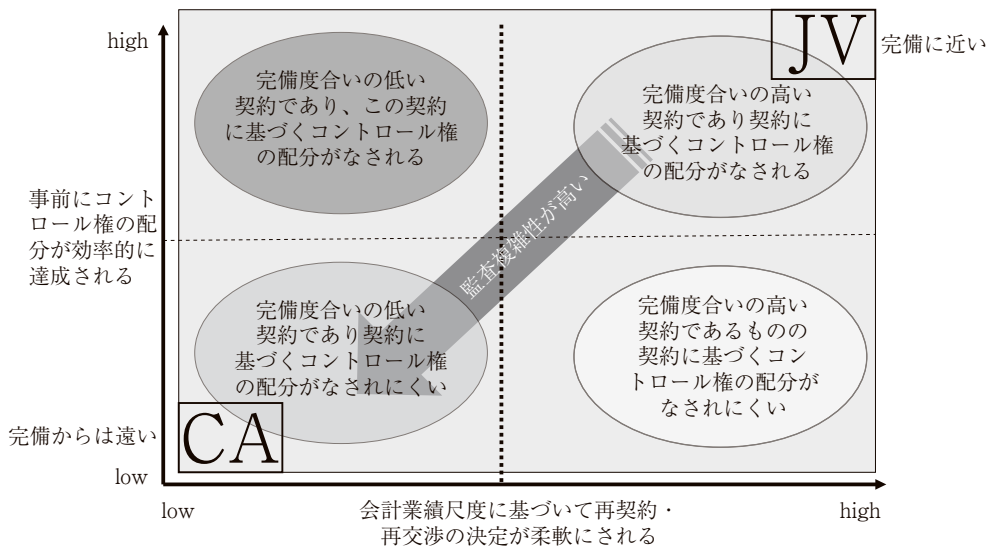 high
JV
完備に近い
完備度合いの低い
契約であり、この契約
に基づくコントロール権
の配分がなされる
完備度合いの高い
契約であり契約に
基づくコントロール権
の配分がなされる
事前にコント
ロール権の配
分が効率的に
達成される
監査複雑性が高い
完備度合いの低い
契約であり契約に
基づくコントロール権
の配分がなされにくい
完備度合いの高い
契約であるものの
契約に基づくコン
トロール権の配分が
なされにくい
CA
完備からは遠い
low
low
会計業績尺度に基づいて再契約・
再交渉の決定が柔軟にされる
high